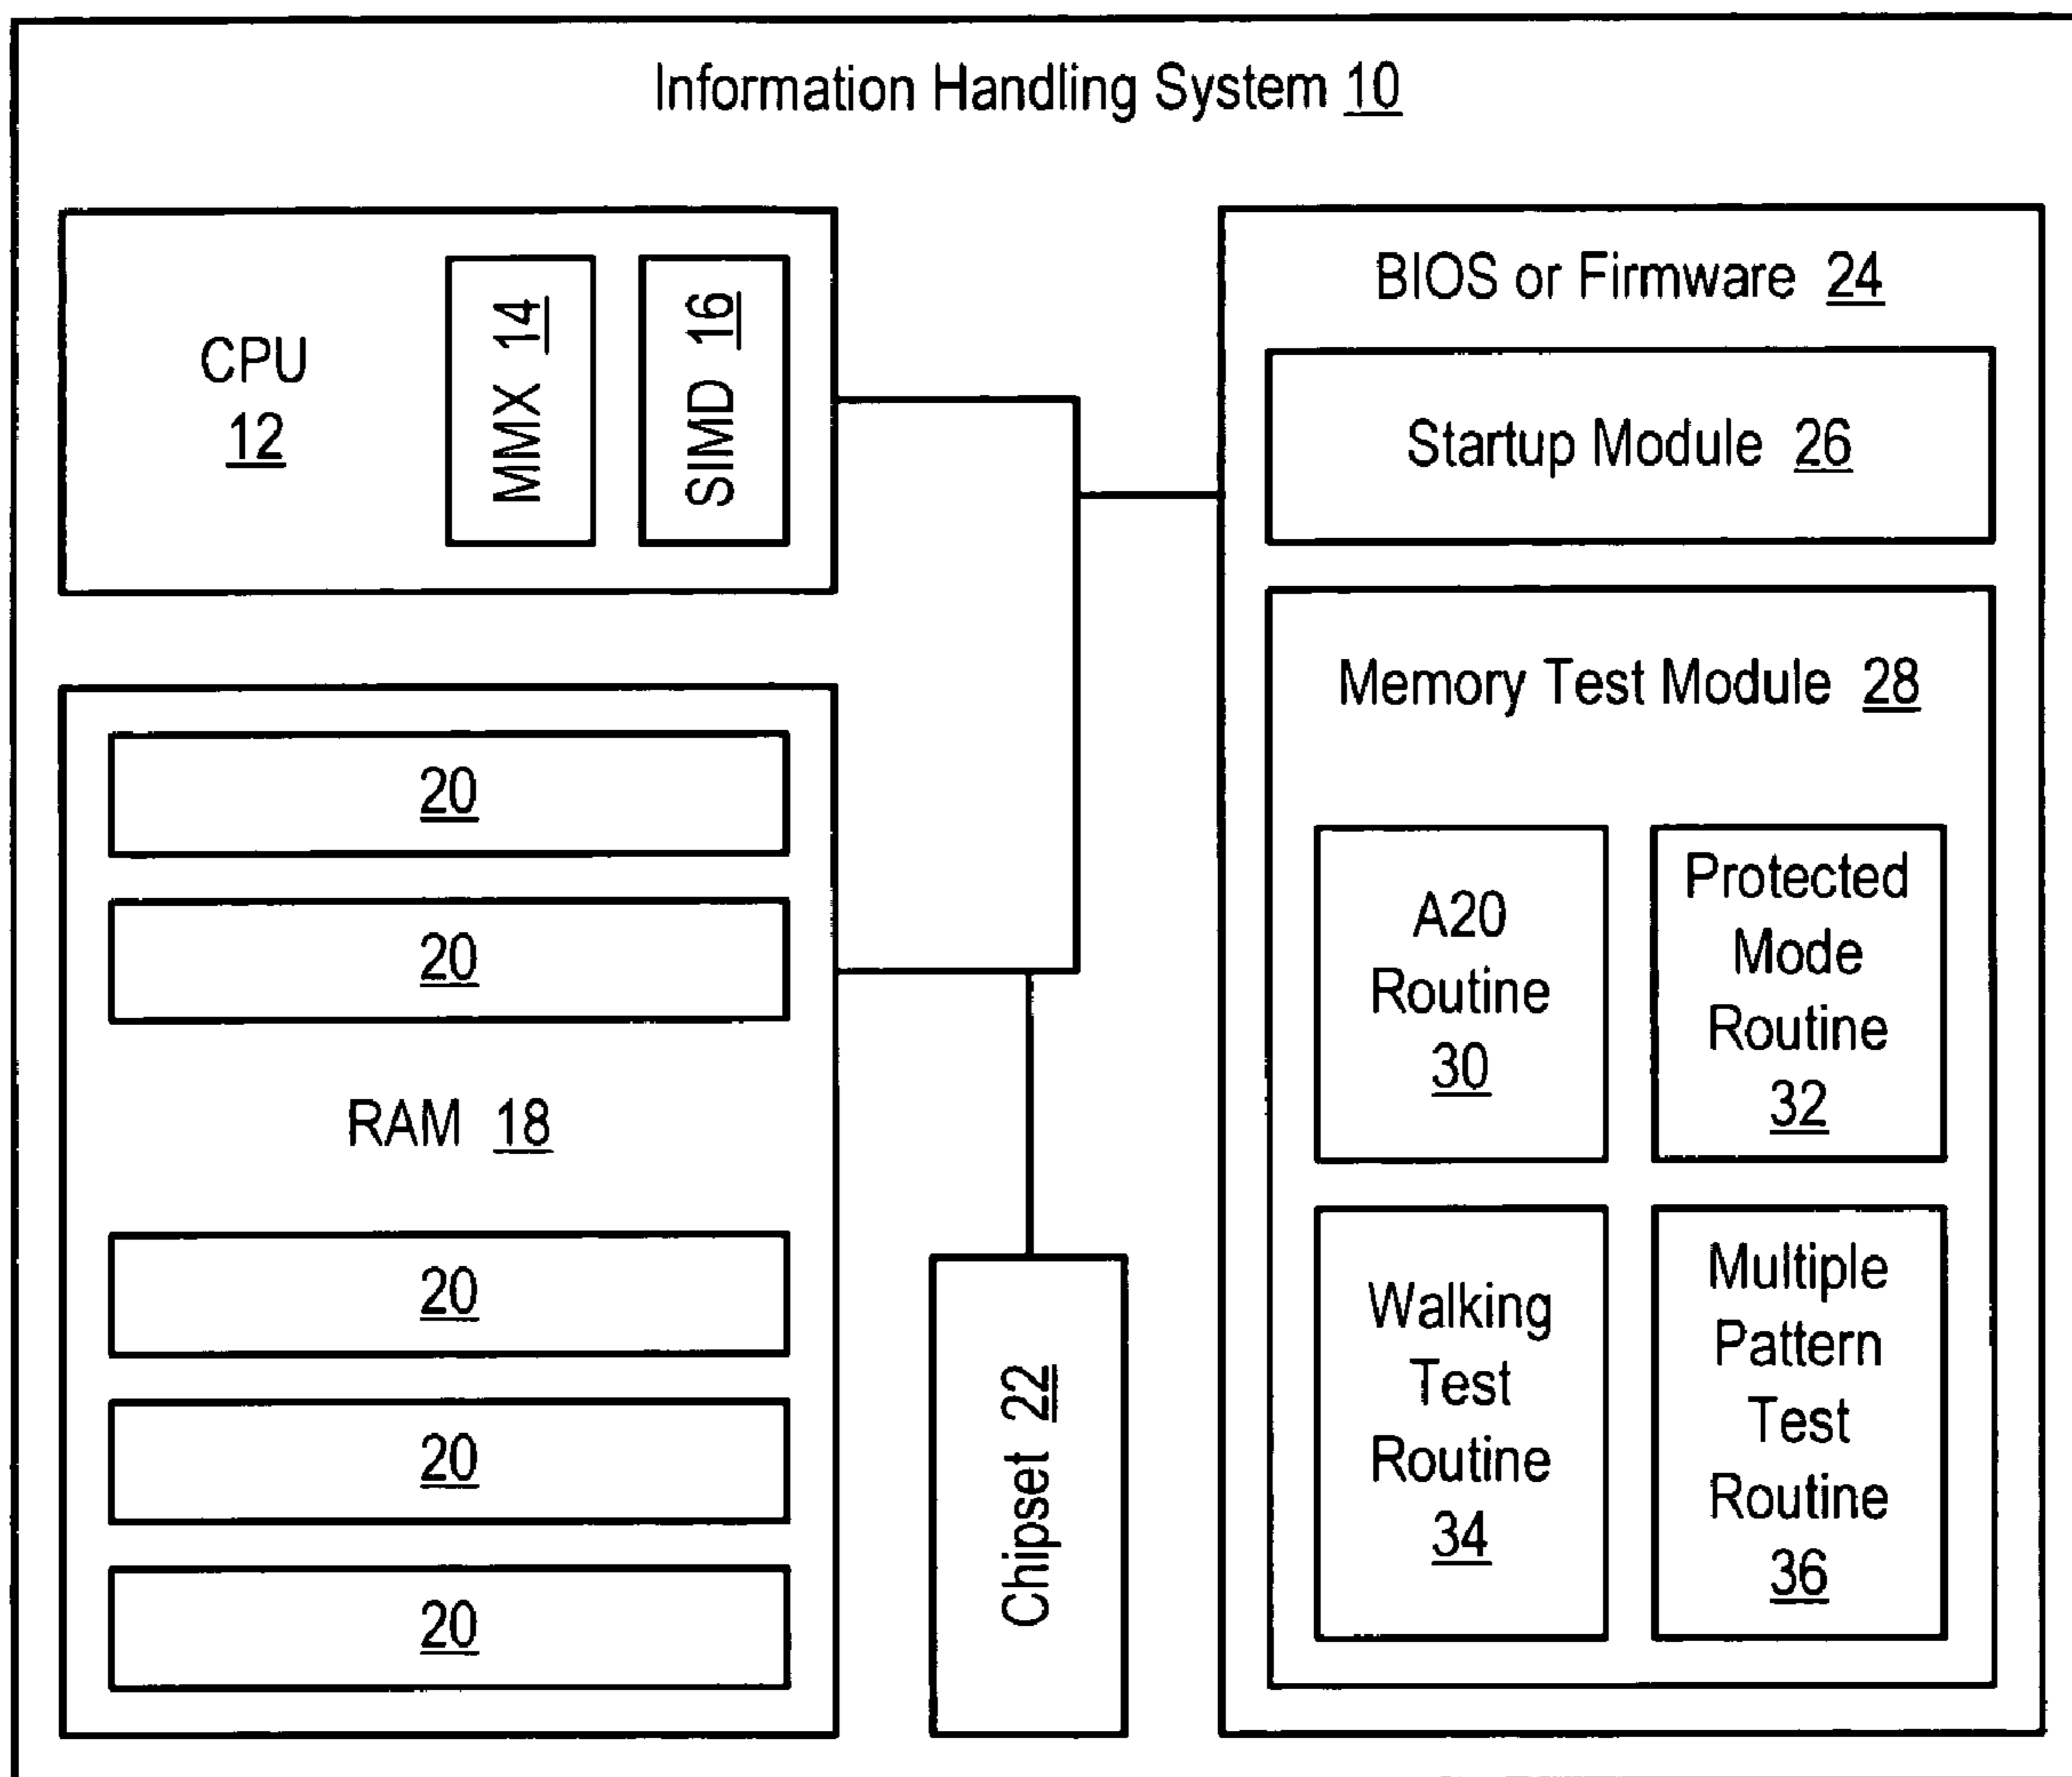 Information Handling System 10
CPU
12
MMX 14
SIMD 16
20
20
RAM 18
20
20
20
Chipset 22
BIOS or Firmware 24
Startup Module 26
Memory Test Module 28
A20
Routine
30
Protected
Mode
Routine
32
Walking
Test
Routine
34
Multiple
Pattern
Test
Routine
36